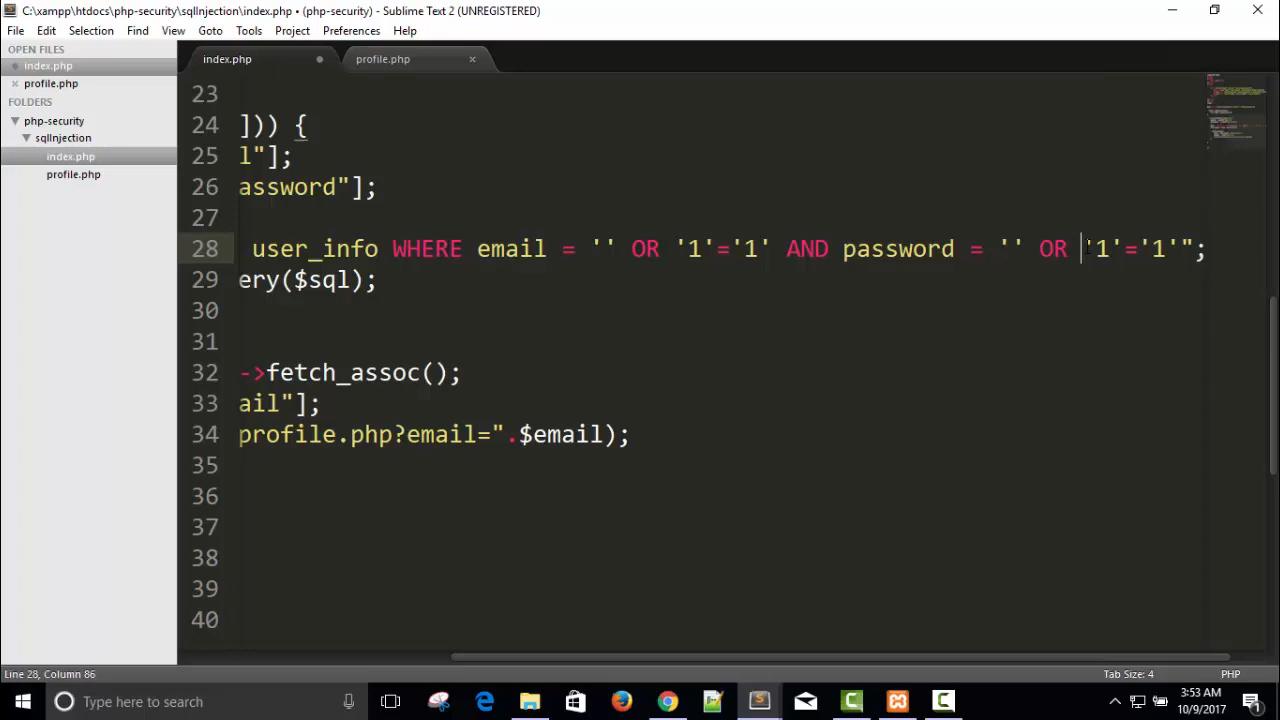 C:\xampp\htdocs\php-security\sqlInjection\index.php • (php-security) - Sublime Text 2 (UNREGISTERED)
File Edit Selection Find View Goto Tools Project Preferences Help
OPEN FILES
index.php
profile.php
FOLDERS
php-security
sqlInjection
index.php
profile.php
index.php profile.php
23
24 ])) {
25 l"];
26 assword"];
27
28 user_info WHERE email = '' OR '1'='1' AND password = '' OR '1'='1'";
29 ery($sql);
30
31
32 ->fetch_assoc();
33 ail"];
34 profile.php?email=".$email);
35
36
37
38
39
40
Line 28, Column 86 Tab Size: 4 PHP
Type here to search
3:53 AM
10/9/2017
1